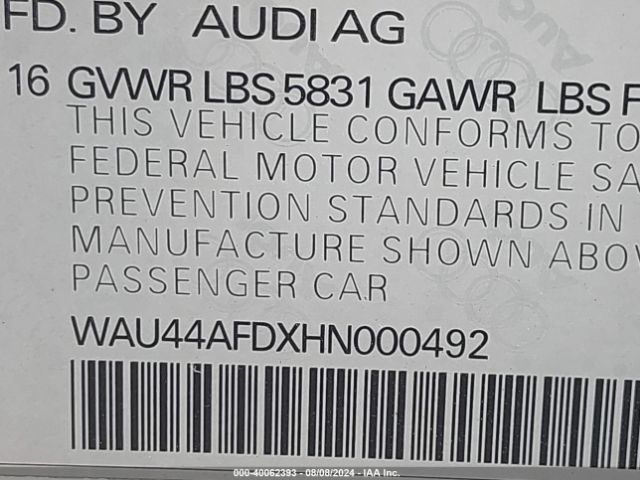 FD. BY AUDI AG
16 GVWR LBS 5831 GAWR LBS F
THIS VEHICLE CONFORMS TO
FEDERAL MOTOR VEHICLE SA
PREVENTION STANDARDS IN
MANUFACTURE SHOWN ABOV
PASSENGER CAR
WAU44AFDXHN000492
000-40062393 - 08/08/2024 - IAA Inc.